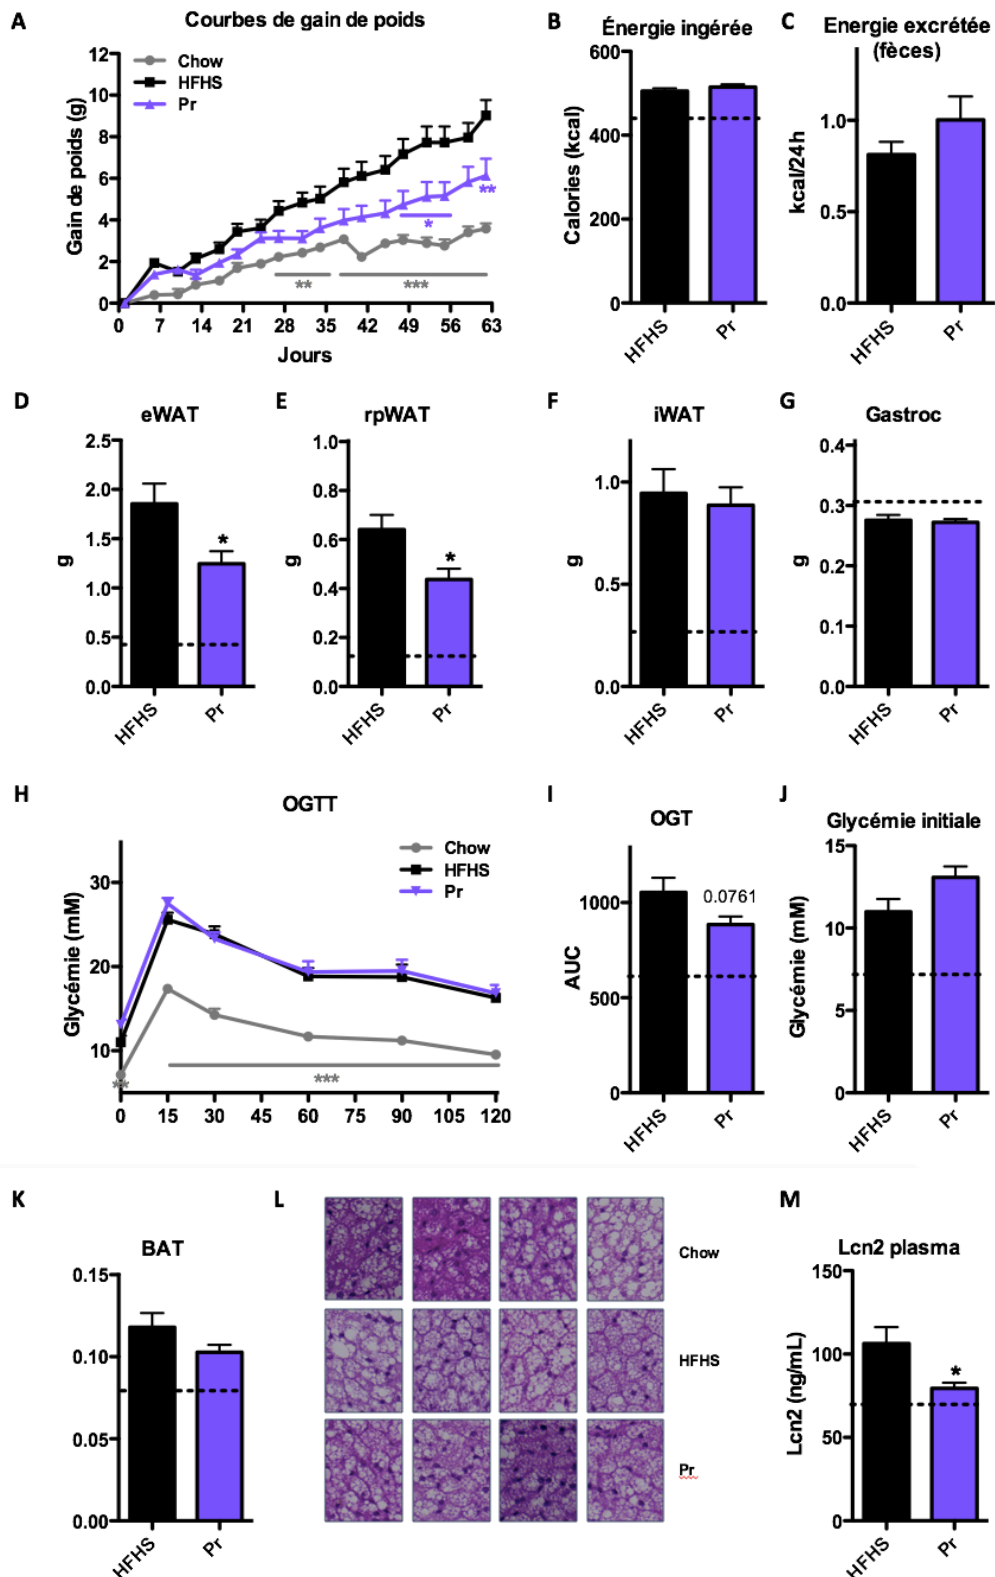 A
Courbes de gain de poids
Gain de poids (g)
12
10
8
6
4
2
0
Chow
HFHS
Pr
**
*
**
***
0 7 14 21 28 35 42 49 56 63
Jours
B
Énergie ingérée
Calories (kcal)
600
400
200
0
HFHS
Pr
C
Energie excrétée
(fèces)
kcal/24h
1.0
0.5
0.0
HFHS
Pr
D
eWAT
g
2.5
2.0
1.5
1.0
0.5
0.0
*
HFHS
Pr
E
rpWAT
g
1.0
0.8
0.6
0.4
0.2
0.0
*
HFHS
Pr
F
iWAT
g
1.0
0.5
0.0
HFHS
Pr
G
Gastroc
g
0.4
0.3
0.2
0.1
0.0
HFHS
Pr
H
OGTT
Glycémie (mM)
30
20
10
Chow
HFHS
Pr
**
***
0 15 30 45 60 75 90 105 120
I
OGT
AUC
1000
500
0
0.0761
HFHS
Pr
J
Glycémie initiale
Glycémie (mM)
15
10
5
0
HFHS
Pr
K
BAT
0.15
0.10
0.05
0.00
HFHS
Pr
L
Chow
HFHS
Pr
M
Lcn2 plasma
Lcn2 (ng/mL)
150
100
50
0
*
HFHS
Pr